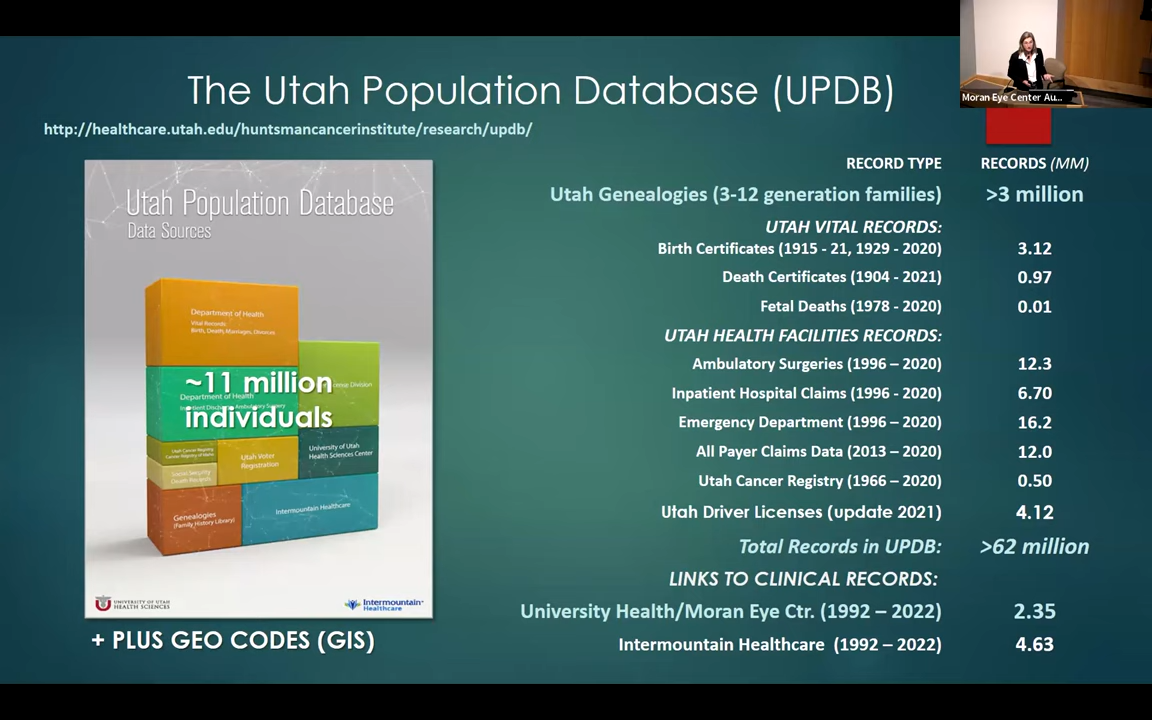 The Utah Population Database (UPDB)
Moran Eye Center Au...
http://healthcare.utah.edu/huntsmancancerinstitute/research/updb/
Utah Population Database
Data Sources
Department of Health
Vital Records:
Birth, Death, Marriages, Divorces
~11 million
individuals
License Division
Department of Health
Inpatient Discharge, Ambulatory Surgery
Utah Cancer Registry
Cancer Registry of Idaho
Utah Voter
Registration
University of Utah
Health Sciences Center
Social Security
Death Records
Genealogies
(Family History Library)
Intermountain Healthcare
UNIVERSITY OF UTAH
HEALTH SCIENCES
Intermountain
Healthcare
+ PLUS GEO CODES (GIS)
RECORD TYPE RECORDS (MM)
Utah Genealogies (3-12 generation families) >3 million
UTAH VITAL RECORDS:
Birth Certificates (1915 - 21, 1929 - 2020) 3.12
Death Certificates (1904 - 2021) 0.97
Fetal Deaths (1978 - 2020) 0.01
UTAH HEALTH FACILITIES RECORDS:
Ambulatory Surgeries (1996 – 2020) 12.3
Inpatient Hospital Claims (1996 - 2020) 6.70
Emergency Department (1996 – 2020) 16.2
All Payer Claims Data (2013 – 2020) 12.0
Utah Cancer Registry (1966 – 2020) 0.50
Utah Driver Licenses (update 2021) 4.12
Total Records in UPDB: >62 million
LINKS TO CLINICAL RECORDS:
University Health/Moran Eye Ctr. (1992 – 2022) 2.35
Intermountain Healthcare (1992 – 2022) 4.63